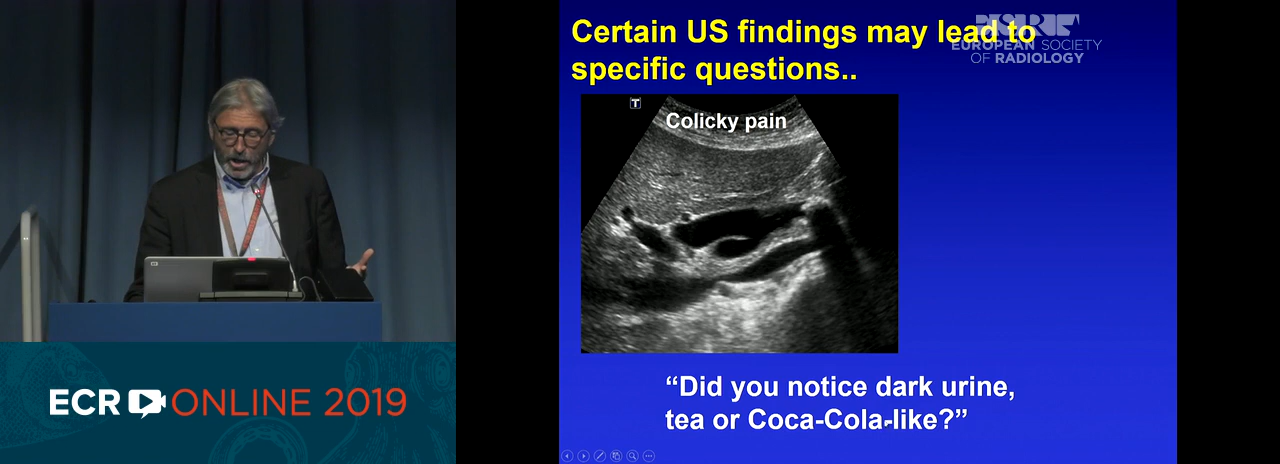 Certain US findings may lead to
specific questions..
EUROPEAN SOCIETY
OF RADIOLOGY
T
Colicky pain
“Did you notice dark urine,
tea or Coca-Cola-like?”
ECR ONLINE 2019